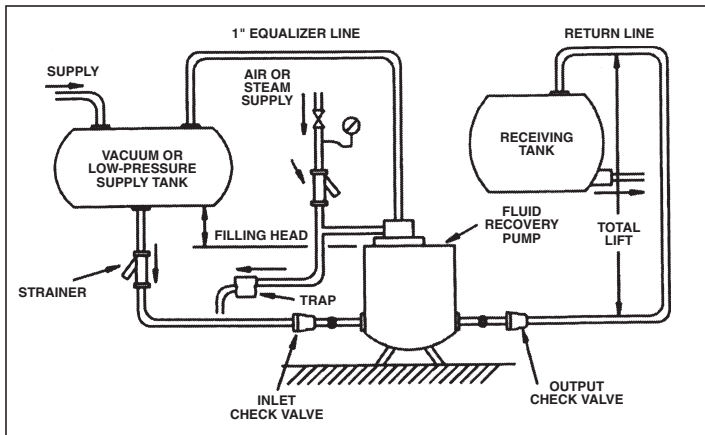 1" EQUALIZER LINE
RETURN LINE
SUPPLY
AIR OR
STEAM
SUPPLY
VACUUM OR
LOW-PRESSURE
SUPPLY TANK
RECEIVING
TANK
FILLING HEAD
FLUID
RECOVERY
PUMP
TOTAL
LIFT
STRAINER
TRAP
INLET
CHECK VALVE
OUTPUT
CHECK VALVE